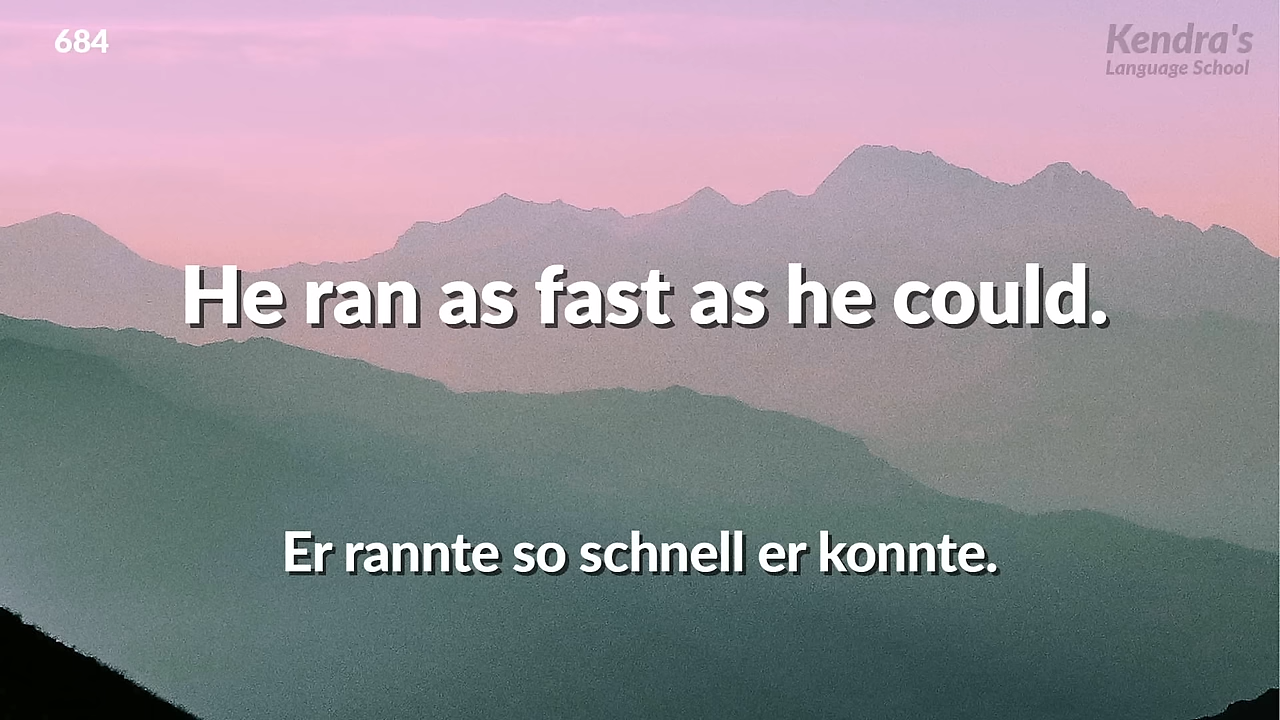 684
Kendra's
Language School
He ran as fast as he could.
Er rannte so schnell er konnte.